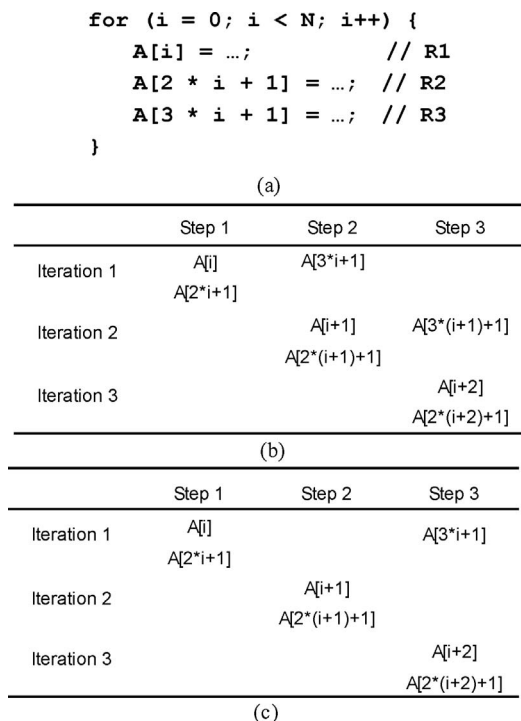 for (i = 0; i < N; i++) {
A[i] = …; // R1
A[2 * i + 1] = …; // R2
A[3 * i + 1] = …; // R3
}
(a)
Step 1 Step 2 Step 3
Iteration 1 A[i] A[3*i+1]
A[2*i+1]
Iteration 2 A[i+1] A[3*(i+1)+1]
A[2*(i+1)+1]
Iteration 3 A[i+2]
A[2*(i+2)+1]
(b)
Step 1 Step 2 Step 3
Iteration 1 A[i] A[3*i+1]
A[2*i+1]
Iteration 2 A[i+1]
A[2*(i+1)+1]
Iteration 3 A[i+2]
A[2*(i+2)+1]
(c)